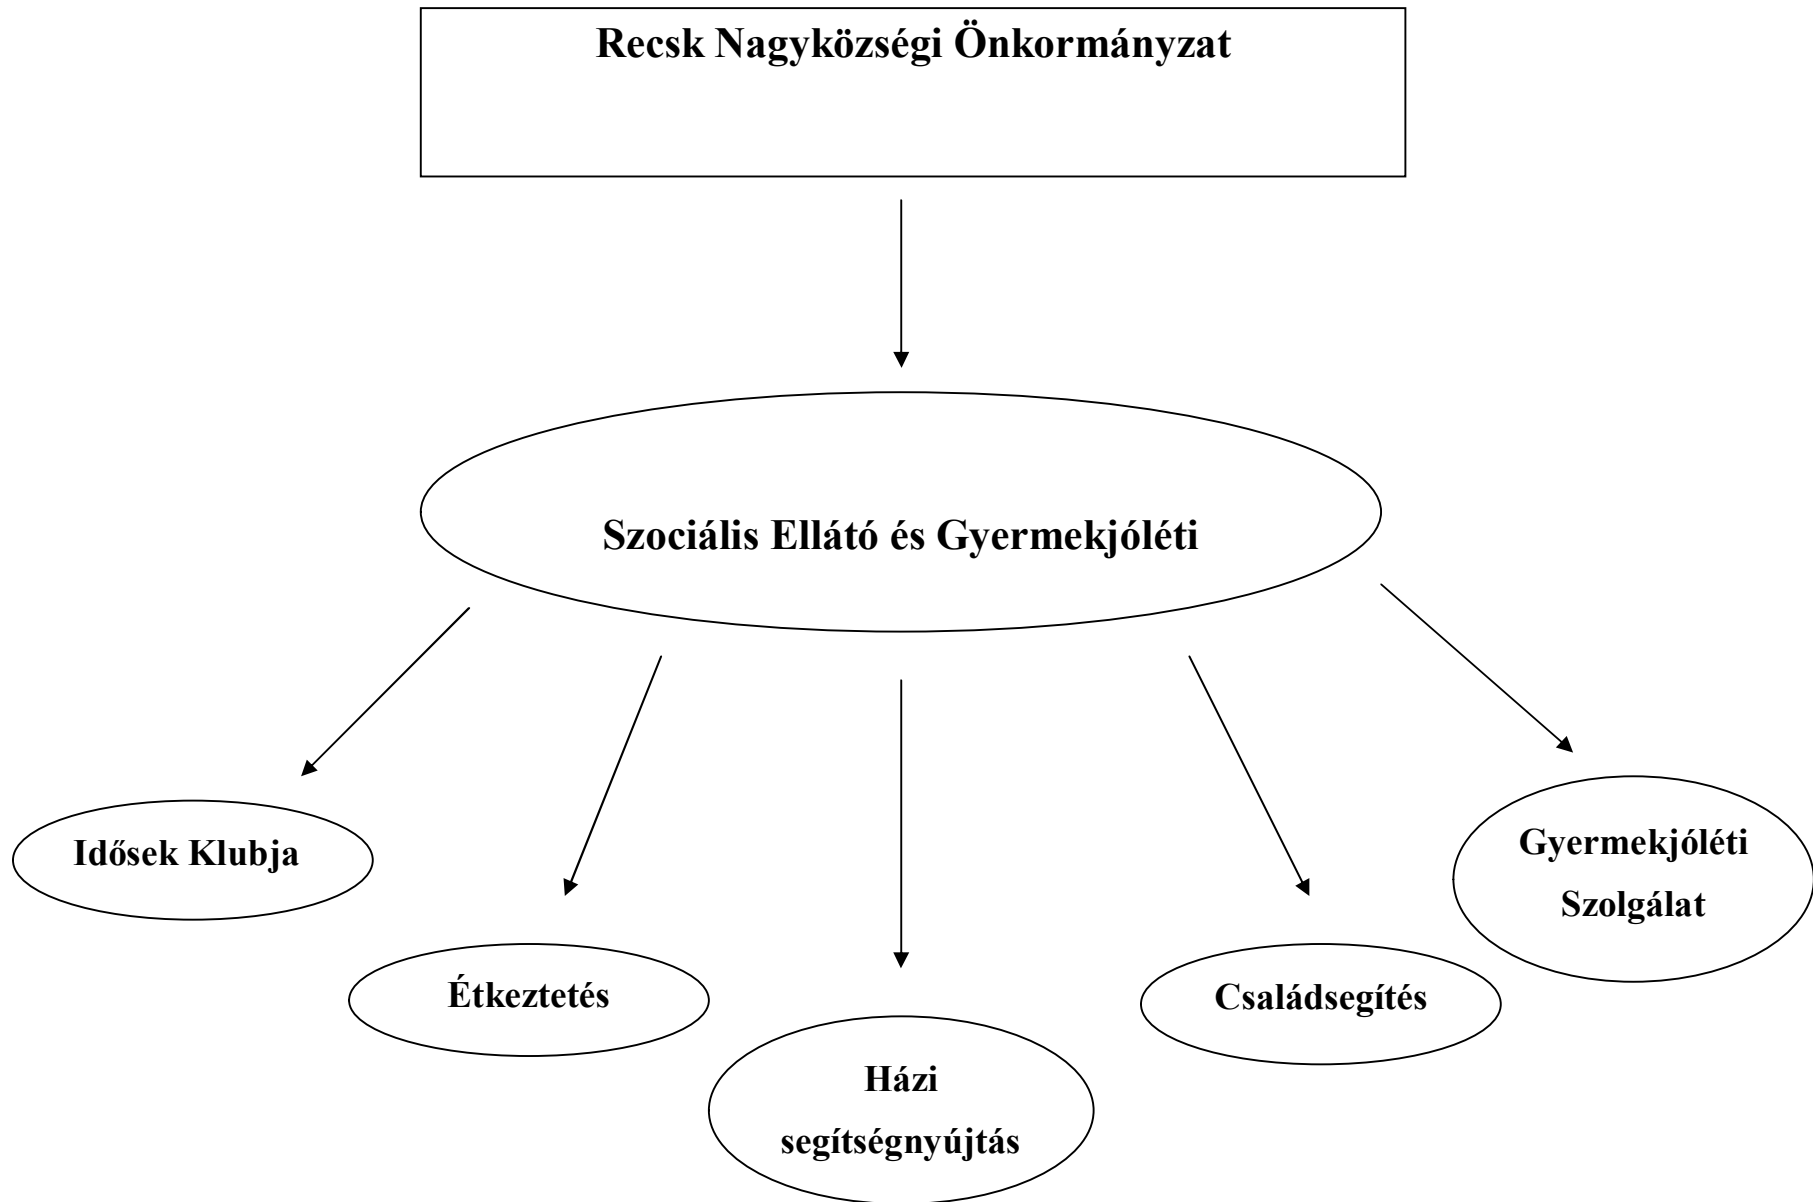 Recsk Nagyközségi Önkormányzat
Szociális Ellátó és Gyermekjóléti
Idősek Klubja
Étkeztetés
Házi
segítségnyújtás
Családsegítés
Gyermekjóléti
Szolgálat